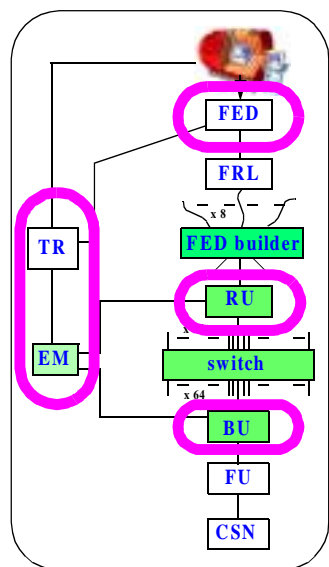 FED
FRL
x 8
FED builder
TR
RU
EM
x
switch
x 64
BU
FU
CSN